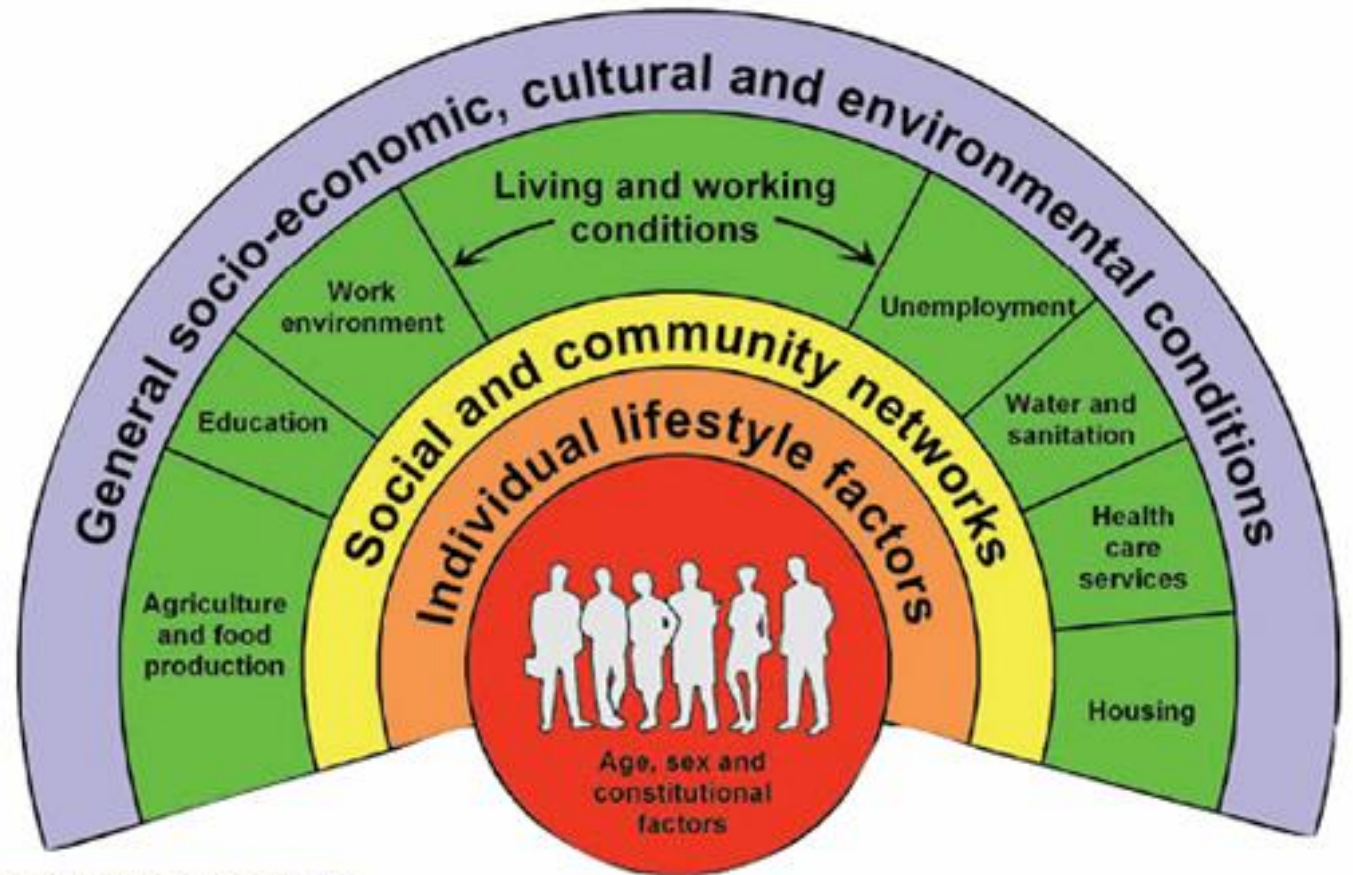 General socio-economic, cultural and environmental conditions
Living and working
conditions
Work
environment
Unemployment
Education
Water and
sanitation
Agriculture
and food
production
Health
care
services
Housing
Social and community networks
Individual lifestyle factors
Age, sex and
constitutional
factors